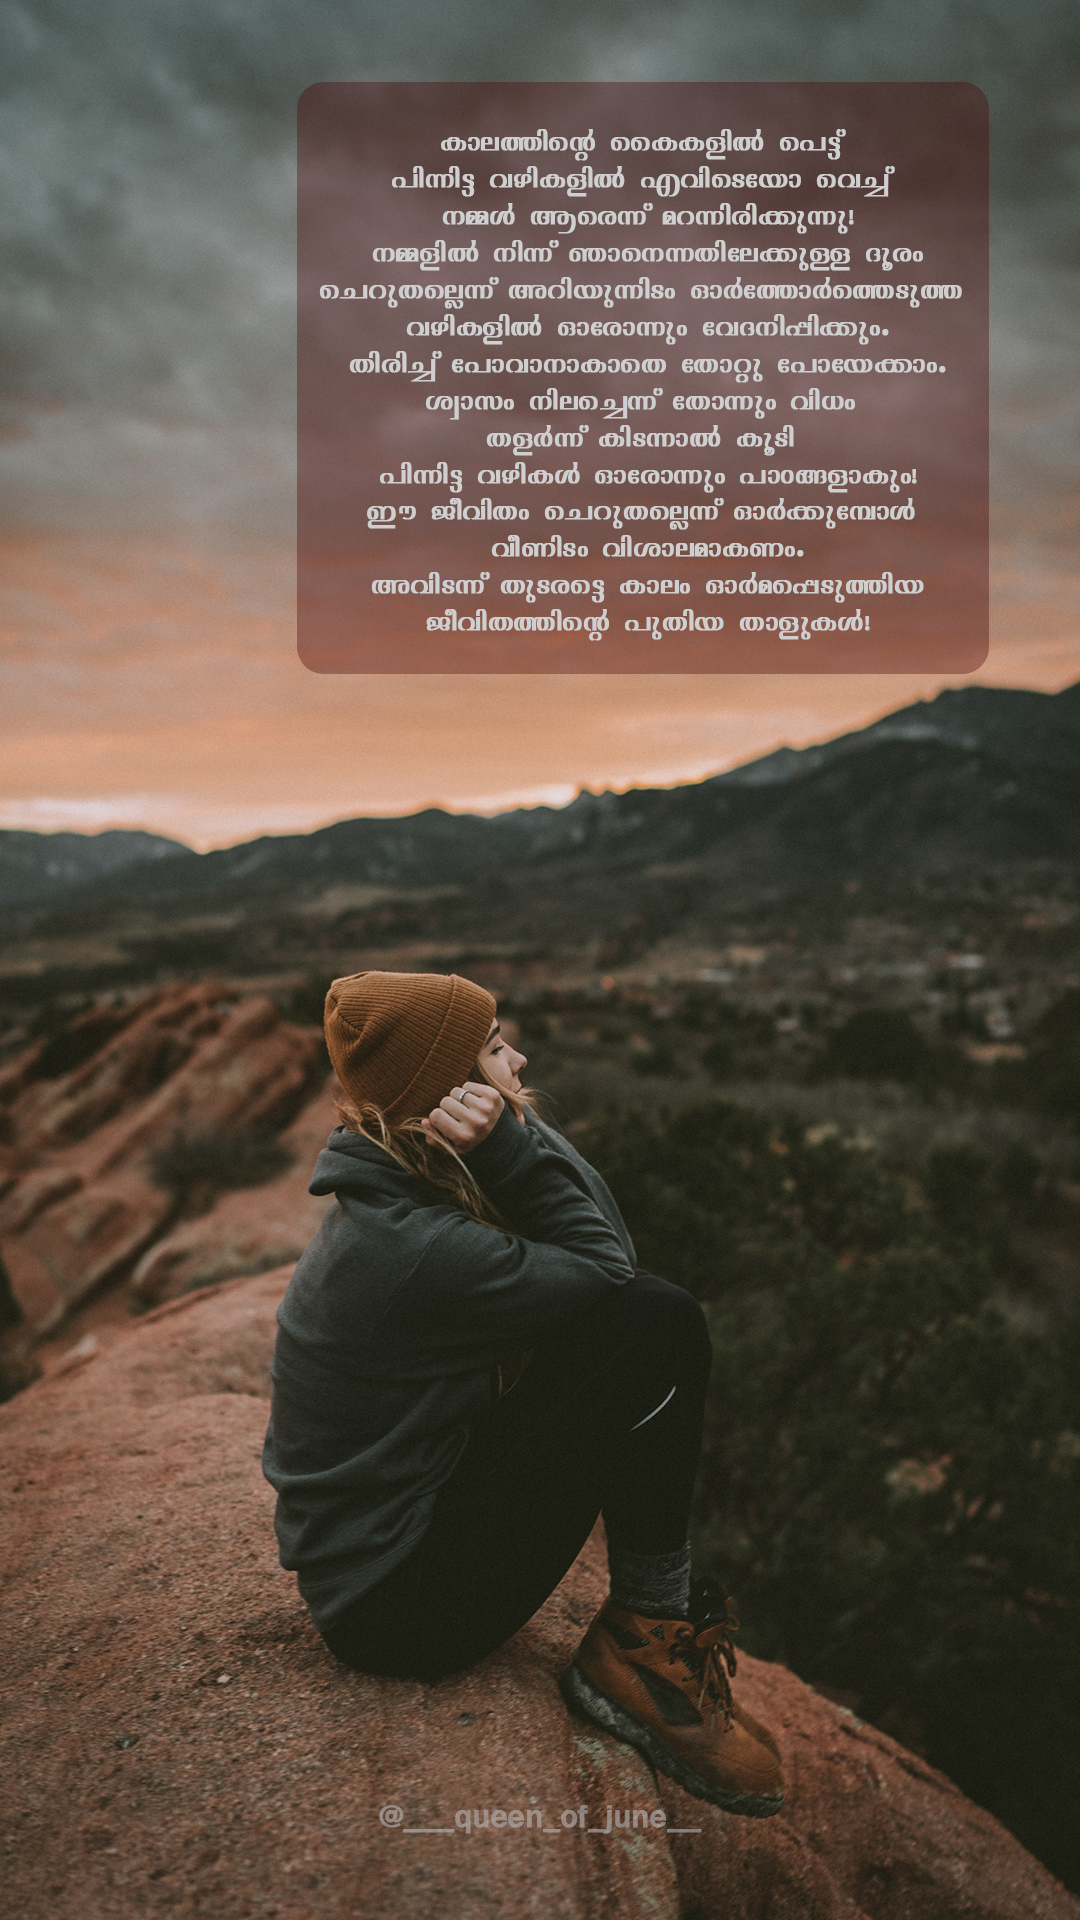 കാലത്തിന്റെ കൈകളിൽ പെട്ട്
പിന്നിട്ട വഴികളിൽ എവിടെയോ വെച്ച്
നമ്മൾ ആരെന്ന് മറന്നിരിക്കുന്നു!
നമ്മളിൽ നിന്ന് ഞാനെന്നതിലേക്കുള്ള ദൂരം
ചെറുതല്ലെന്ന് അറിയുന്നിടം ഓർത്തോർത്തെടുത്ത
വഴികളിൽ ഓരോന്നും വേദനിപ്പിക്കും.
തിരിച്ച് പോവാനാകാതെ തോറ്റു പോയേക്കാം.
ശ്വാസം നിലച്ചെന്ന് തോന്നും വിധം
തളർന്ന് കിടന്നാൽ കൂടി
പിന്നിട്ട വഴികൾ ഓരോന്നും പാഠങ്ങളാകും!
ഈ ജീവിതം ചെറുതല്ലെന്ന് ഓർക്കുമ്പോൾ
വീണിടം വിശാലമാകണം.
അവിടന്ന് തുടരട്ടെ കാലം ഓർമപ്പെടുത്തിയ
ജീവിതത്തിന്റെ പുതിയ താളുകൾ!
@___queen_of_june__